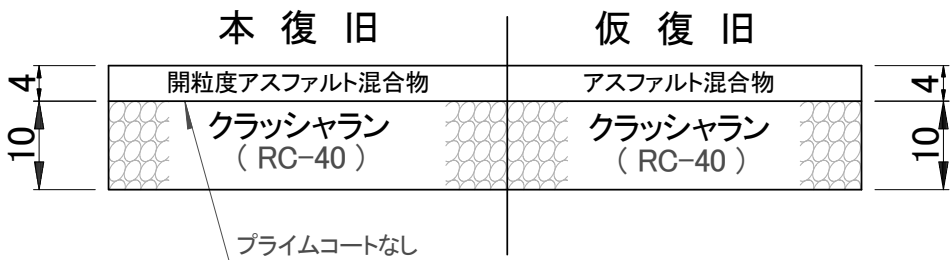 本復旧
仮復旧
4
開粒度アスファルト混合物
アスファルト混合物
4
10
クラッシャラン
(RC-40)
クラッシャラン
(RC-40)
10
プライムコートなし